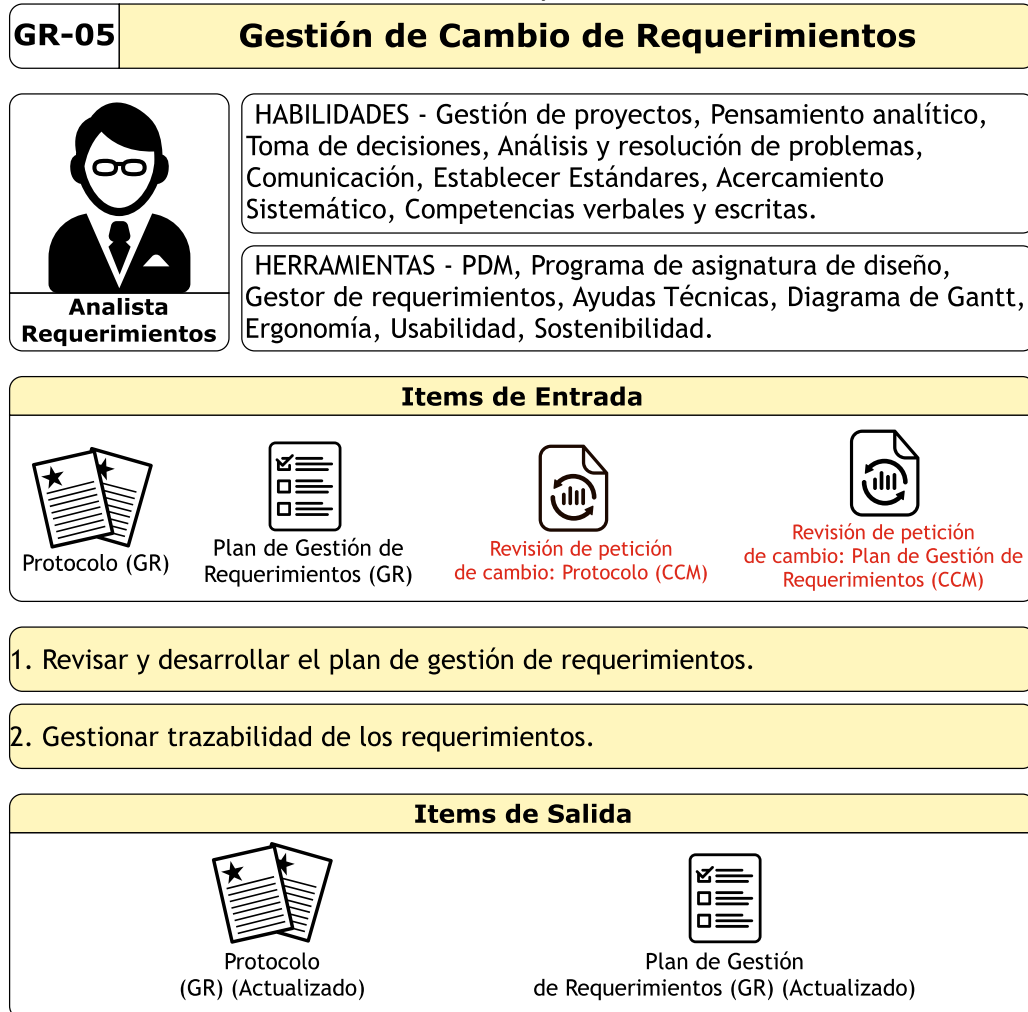 GR-05
Gestión de Cambio de Requerimientos
HABILIDADES - Gestión de proyectos, Pensamiento analítico,
Toma de decisiones, Análisis y resolución de problemas,
Comunicación, Establecer Estándares, Acercamiento
Sistemático, Competencias verbales y escritas.
HERRAMIENTAS - PDM, Programa de asignatura de diseño,
Gestor de requerimientos, Ayudas Técnicas, Diagrama de Gantt,
Ergonomía, Usabilidad, Sostenibilidad.
Analista
Requerimientos
Items de Entrada
Protocolo (GR)
Plan de Gestión de
Requerimientos (GR)
Revisión de petición
de cambio: Protocolo (CCM)
Revisión de petición
de cambio: Plan de Gestión de
Requerimientos (CCM)
1. Revisar y desarrollar el plan de gestión de requerimientos.
2. Gestionar trazabilidad de los requerimientos.
Items de Salida
Protocolo
(GR) (Actualizado)
Plan de Gestión
de Requerimientos (GR) (Actualizado)